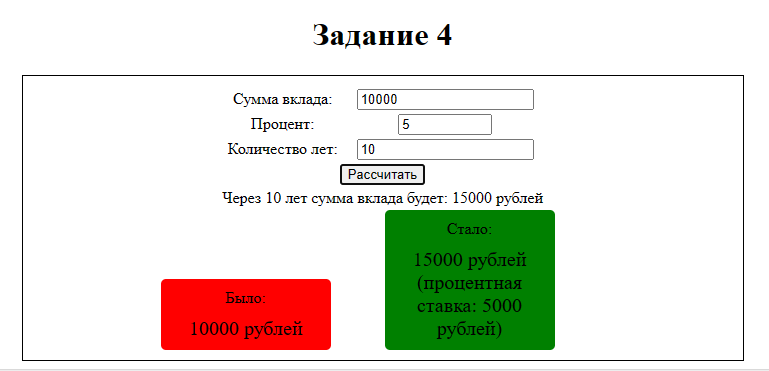 Задание 4
Сумма вклада: 10000
Процент: 5
Количество лет: 10
Рассчитать
Через 10 лет сумма вклада будет: 15000 рублей
Было:
10000 рублей
Стало:
15000 рублей
(процентная
ставка: 5000
рублей)